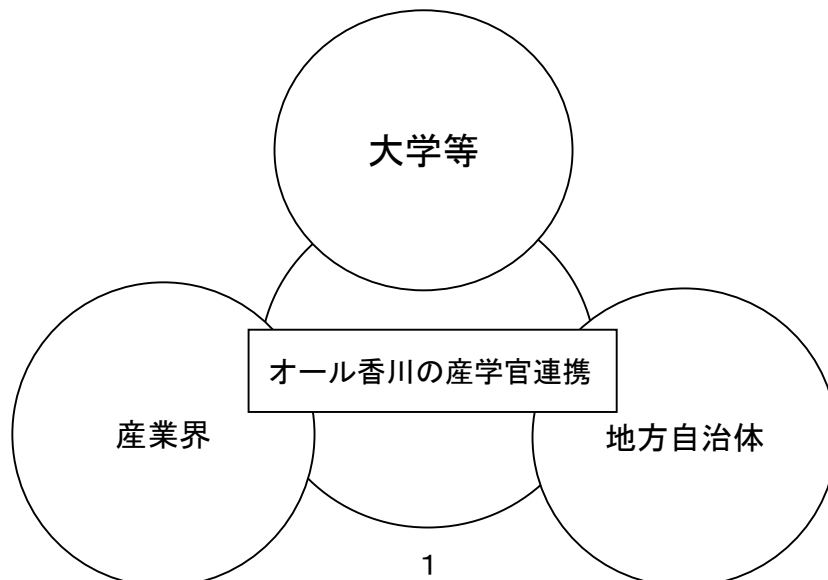 大学等
オール香川の産学官連携
産業界
地方自治体
1